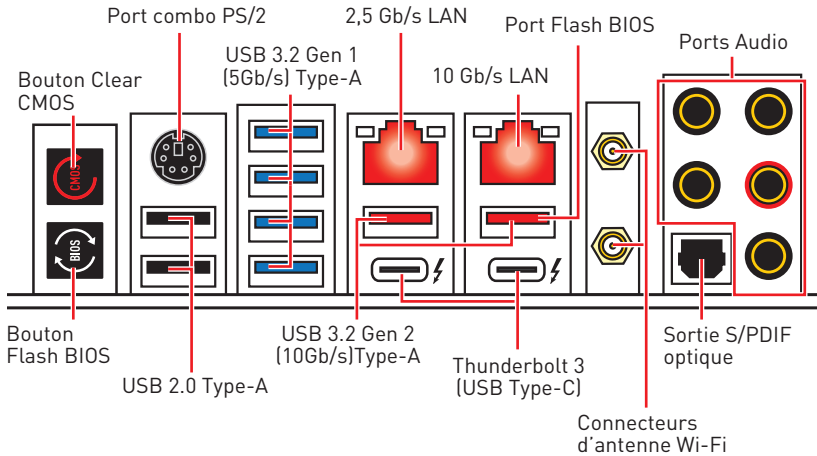 Port combo PS/2
2,5 Gb/s LAN
Port Flash BIOS
USB 3.2 Gen 1
(5Gb/s) Type-A
Ports Audio
Bouton Clear
CMOS
10 Gb/s LAN
CMOS
BIOS
Bouton
Flash BIOS
USB 2.0 Type-A
USB 3.2 Gen 2
(10Gb/s)Type-A
Thunderbolt 3
(USB Type-C)
Sortie S/PDIF
optique
Connecteurs
d'antenne Wi-Fi